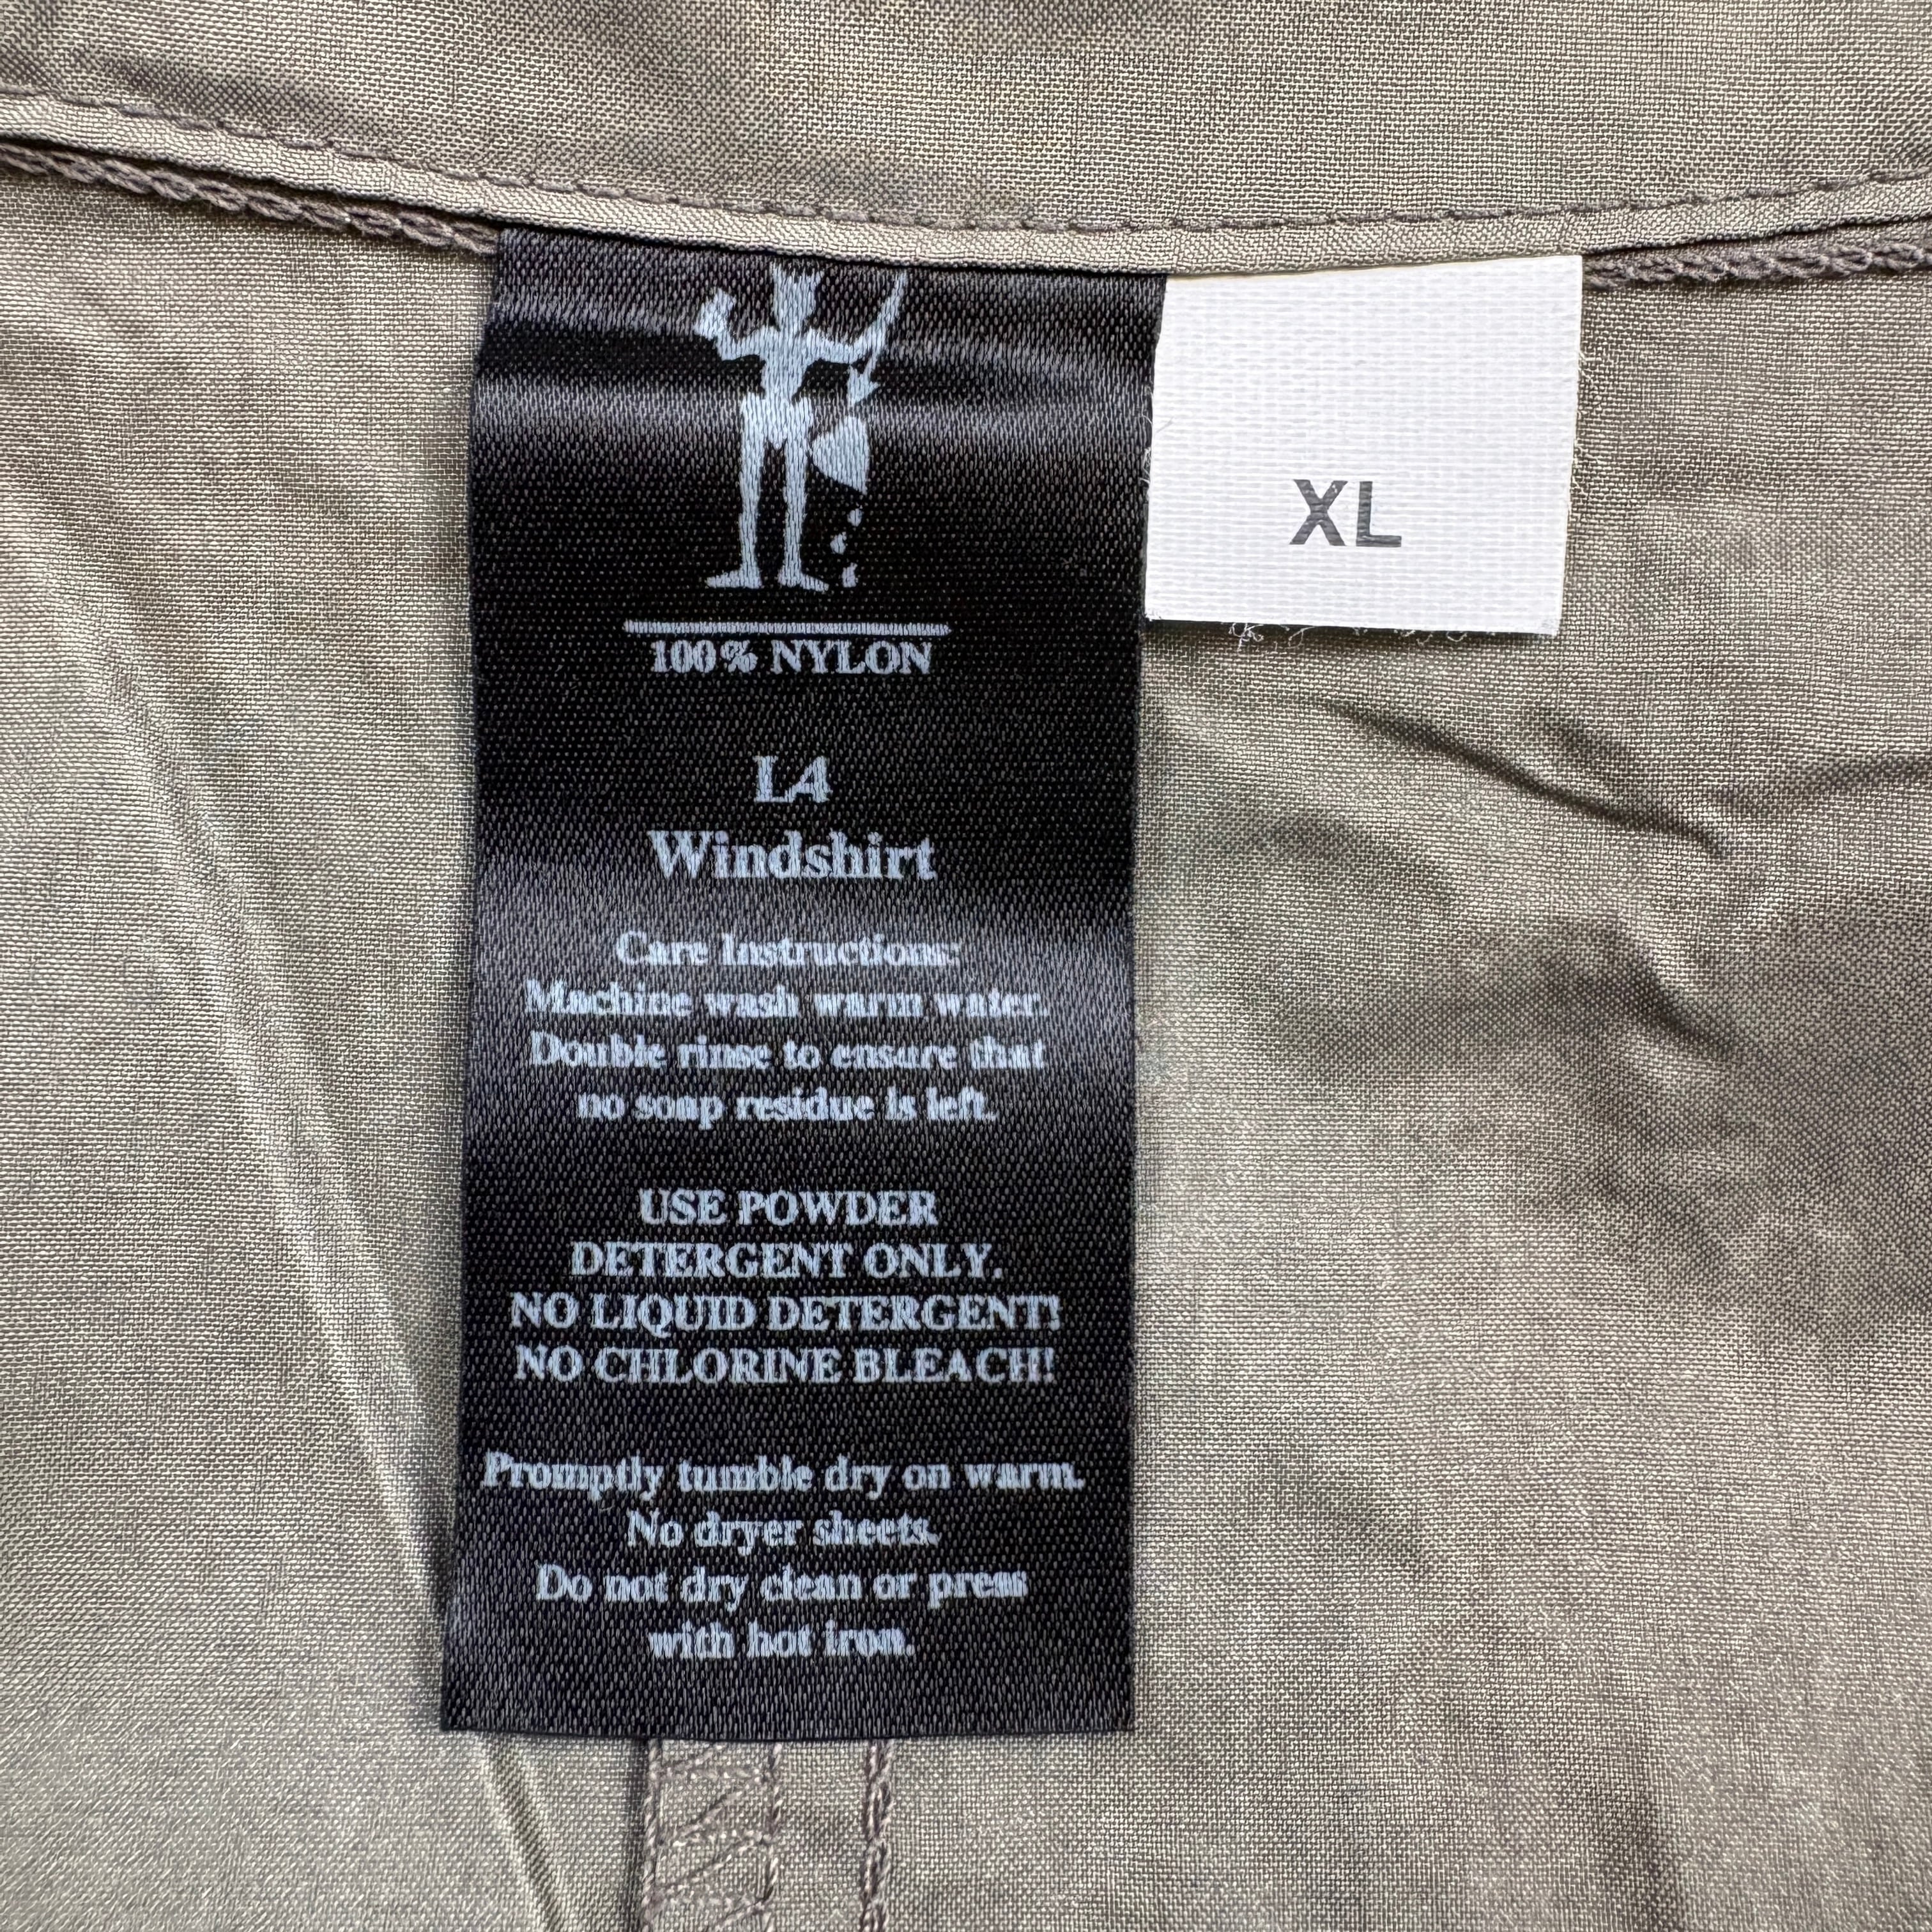 XL
100% NYLON
L4
Windshirt
Care Instructions:
Machine wash warm water.
Double rinse to ensure that
no soap residue is left.
USE POWDER
DETERGENT ONLY.
NO LIQUID DETERGENT!
NO CHLORINE BLEACH!
Promptly tumble dry on warm.
No dryer sheets.
Do not dry clean or press
with hot iron.